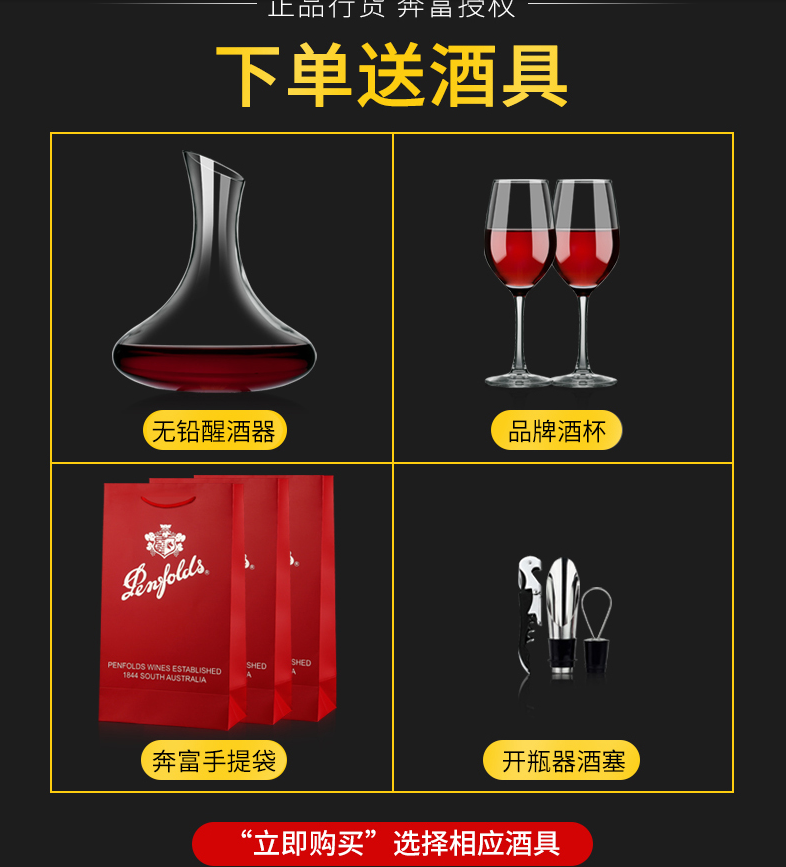 正品行货 奔富授权
下单送酒具
无铅醒酒器
品牌酒杯
Penfolds
PENFOLDS WINES ESTABLISHED
1844 SOUTH AUSTRALIA
SHED
A
SHED
A
奔富手提袋
开瓶器酒塞
“立即购买”选择相应酒具